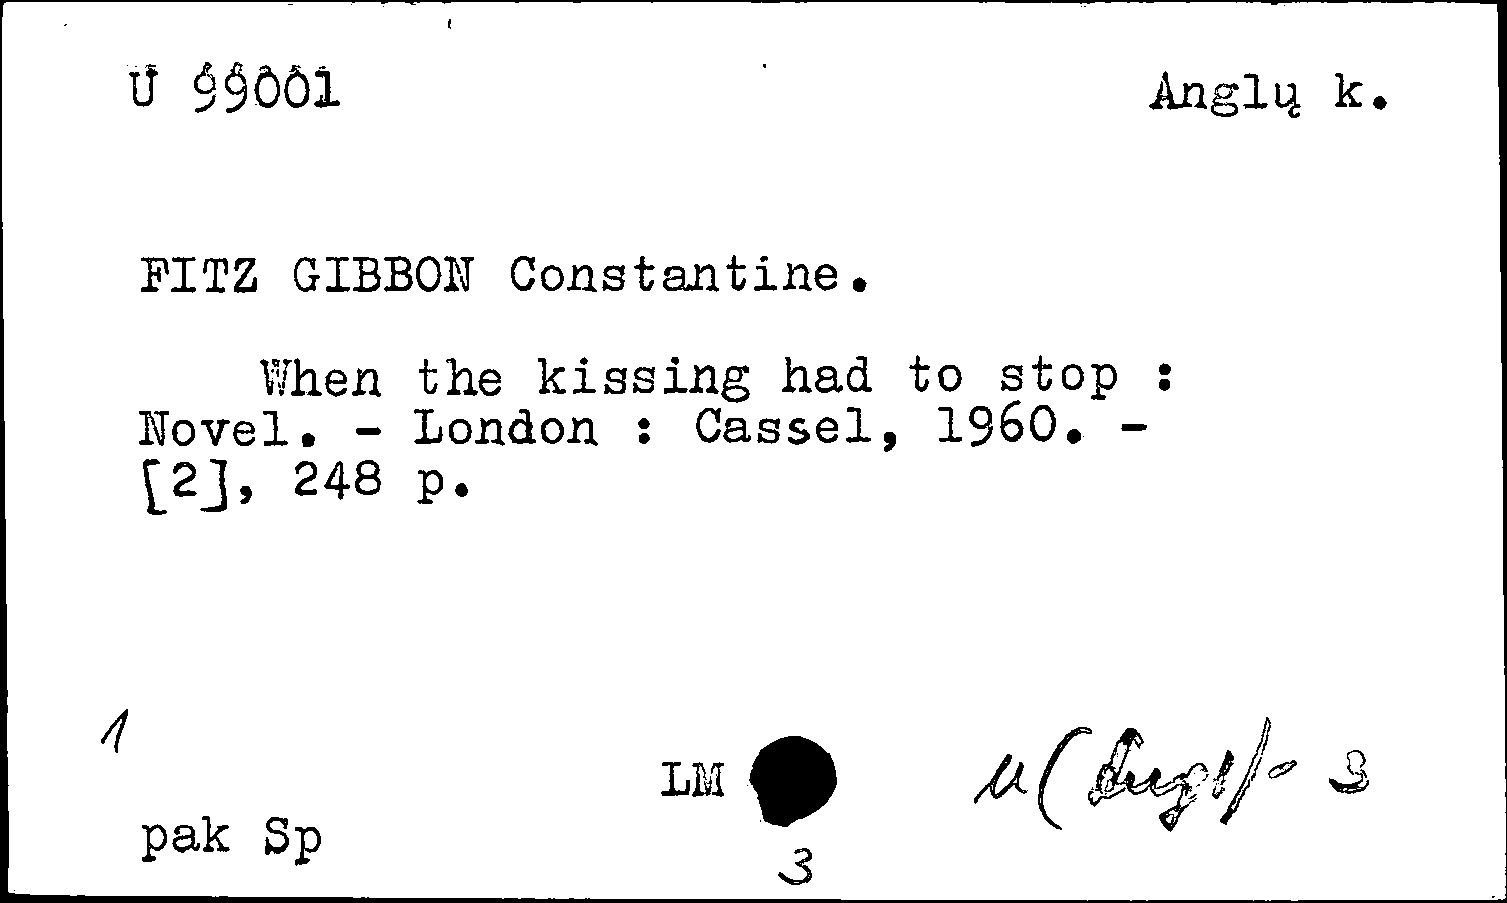 U 99001 Anglų k.
FITZ GIBBON Constantine.
When the kissing had to stop :
Novel. - London : Cassel, 1960. -
[2], 248 p.
1
LM
pak Sp
3